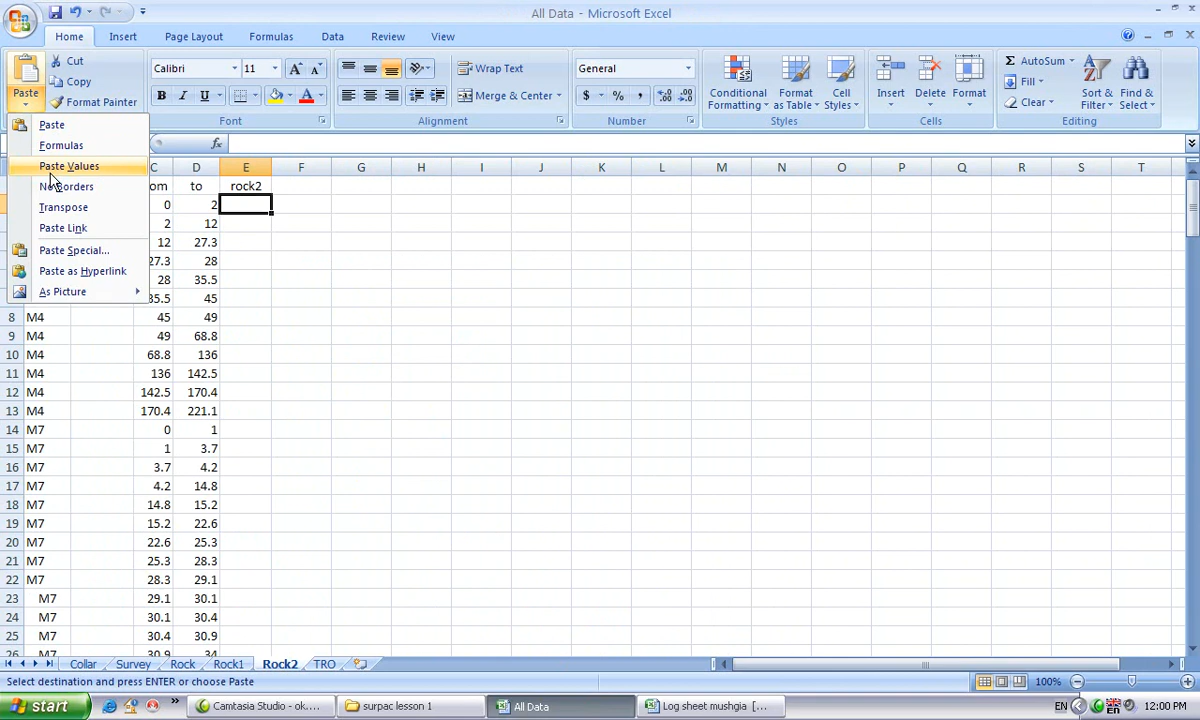 All Data - Microsoft Excel
Home Insert Page Layout Formulas Data Review View
Paste Cut Copy Format Painter
Calibri 11 B I U Font
Wrap Text Merge & Center Alignment
General $ % , Number
Conditional Formatting Format as Table Cell Styles Styles
Insert Delete Format Cells
AutoSum Fill Clear Sort & Filter Find & Select Editing
Paste
Formulas
Paste Values
No Borders
Transpose
Paste Link
Paste Special...
Paste as Hyperlink
As Picture
fx
C D E F G H I J K L M N O P Q R S T
om to rock2
0 2
2 12
12 27.3
27.3 28
28 35.5
35.5 45
8 M4 45 49
9 M4 49 68.8
10 M4 68.8 136
11 M4 136 142.5
12 M4 142.5 170.4
13 M4 170.4 221.1
14 M7 0 1
15 M7 1 3.7
16 M7 3.7 4.2
17 M7 4.2 14.8
18 M7 14.8 15.2
19 M7 15.2 22.6
20 M7 22.6 25.3
21 M7 25.3 28.3
22 M7 28.3 29.1
23 M7 29.1 30.1
24 M7 30.1 30.4
25 M7 30.4 30.9
26 M7 30.9 34
Collar Survey Rock Rock1 Rock2 TRO
Select destination and press ENTER or choose Paste 100%
start Camtasia Studio - ok.... surpac lesson 1 All Data Log sheet mushgia [... EN 12:00 PM